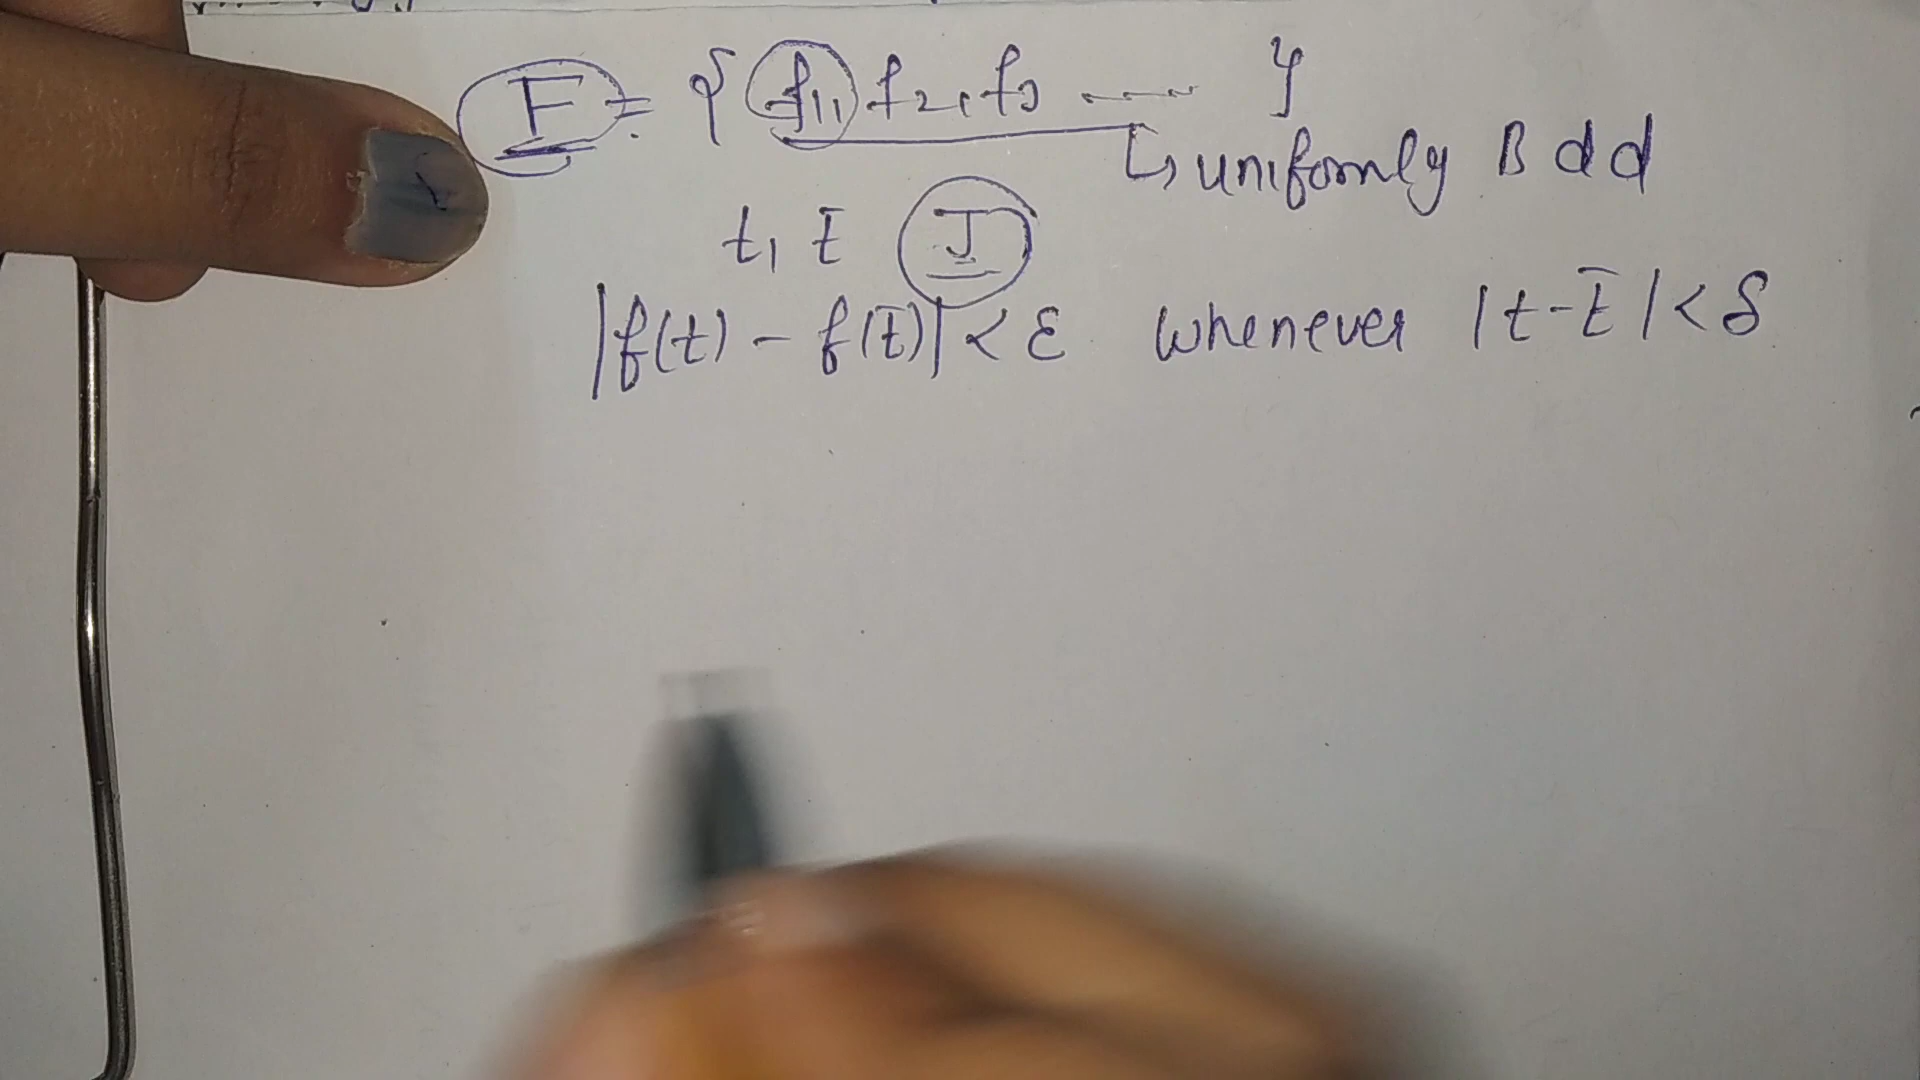 F = { f1, f2, f3 ---- }
↳ uniformly Bdd
t, t̄ J
|f(t) - f(t̄)| < ε whenever |t - t̄| < δ